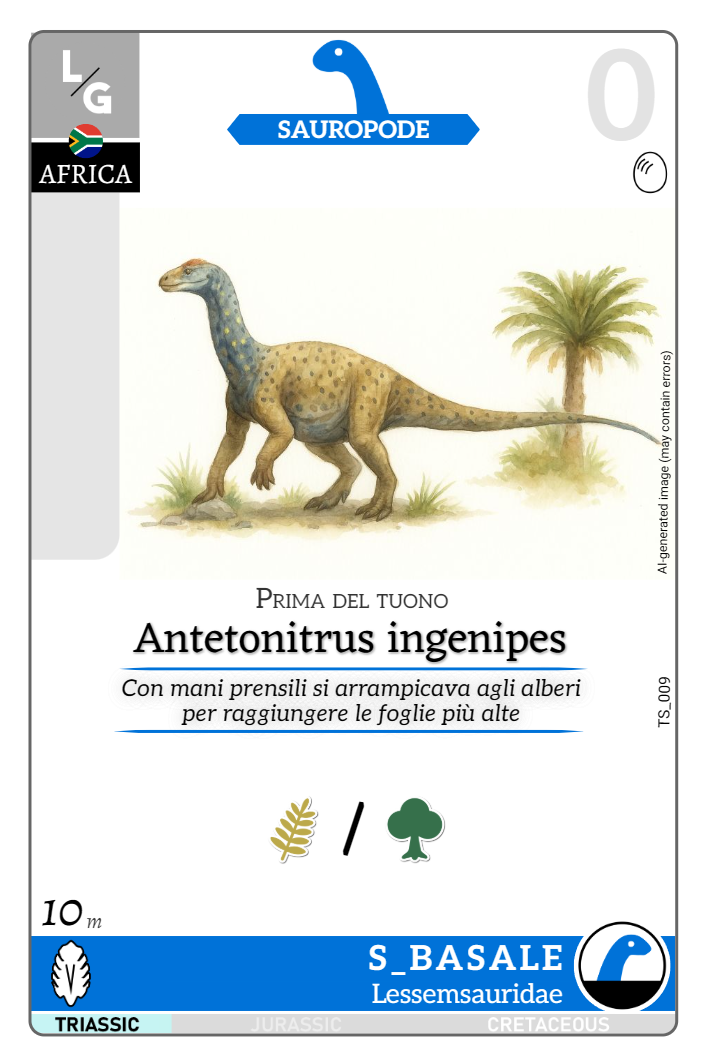 L/G
SAUROPODE
0
AFRICA
AI-generated image (may contain errors)
PRIMA DEL TUONO
Antetonitrus ingenipes
Con mani prensili si arrampicava agli alberi
per raggiungere le foglie più alte
TS_009
/
10 m
S_BASALE
Lessemsauridae
TRIASSIC JURASSIC CRETACEOUS